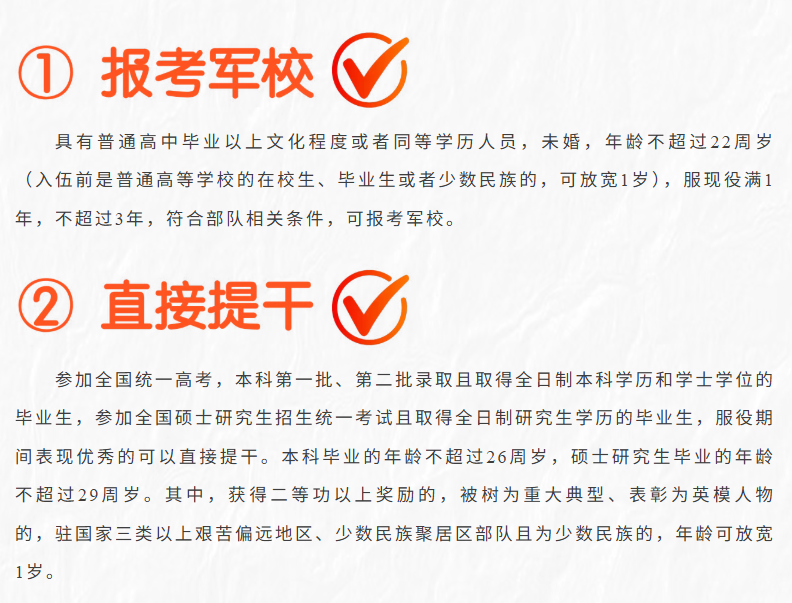 ① 报考军校
具有普通高中毕业以上文化程度或者同等学历人员，未婚，年龄不超过22周岁
（入伍前是普通高等学校的在校生、毕业生或者少数民族的，可放宽1岁），服现役满1
年，不超过3年，符合部队相关条件，可报考军校。
② 直接提干
参加全国统一高考，本科第一批、第二批录取且取得全日制本科学历和学士学位的
毕业生，参加全国硕士研究生招生统一考试且取得全日制研究生学历的毕业生，服役期
间表现优秀的可以直接提干。本科毕业的年龄不超过26周岁，硕士研究生毕业的年龄
不超过29周岁。其中，获得二等功以上奖励的，被树为重大典型、表彰为英模人物
的，驻国家三类以上艰苦偏远地区、少数民族聚居区部队且为少数民族的，年龄可放宽
1岁。